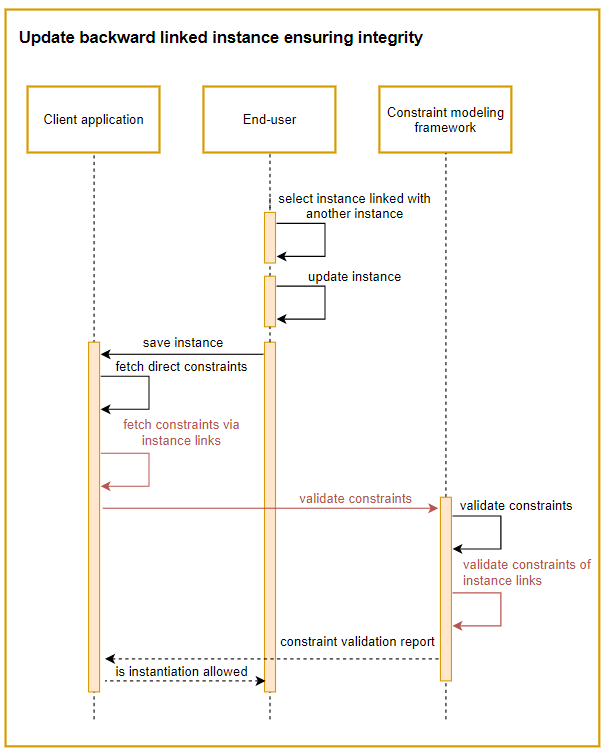 Update backward linked instance ensuring integrity
Client application
End-user
Constraint modeling
framework
select instance linked with
another instance
update instance
save instance
fetch direct constraints
fetch constraints via
instance links
validate constraints
validate constraints
validate constraints of
instance links
constraint validation report
is instantiation allowed